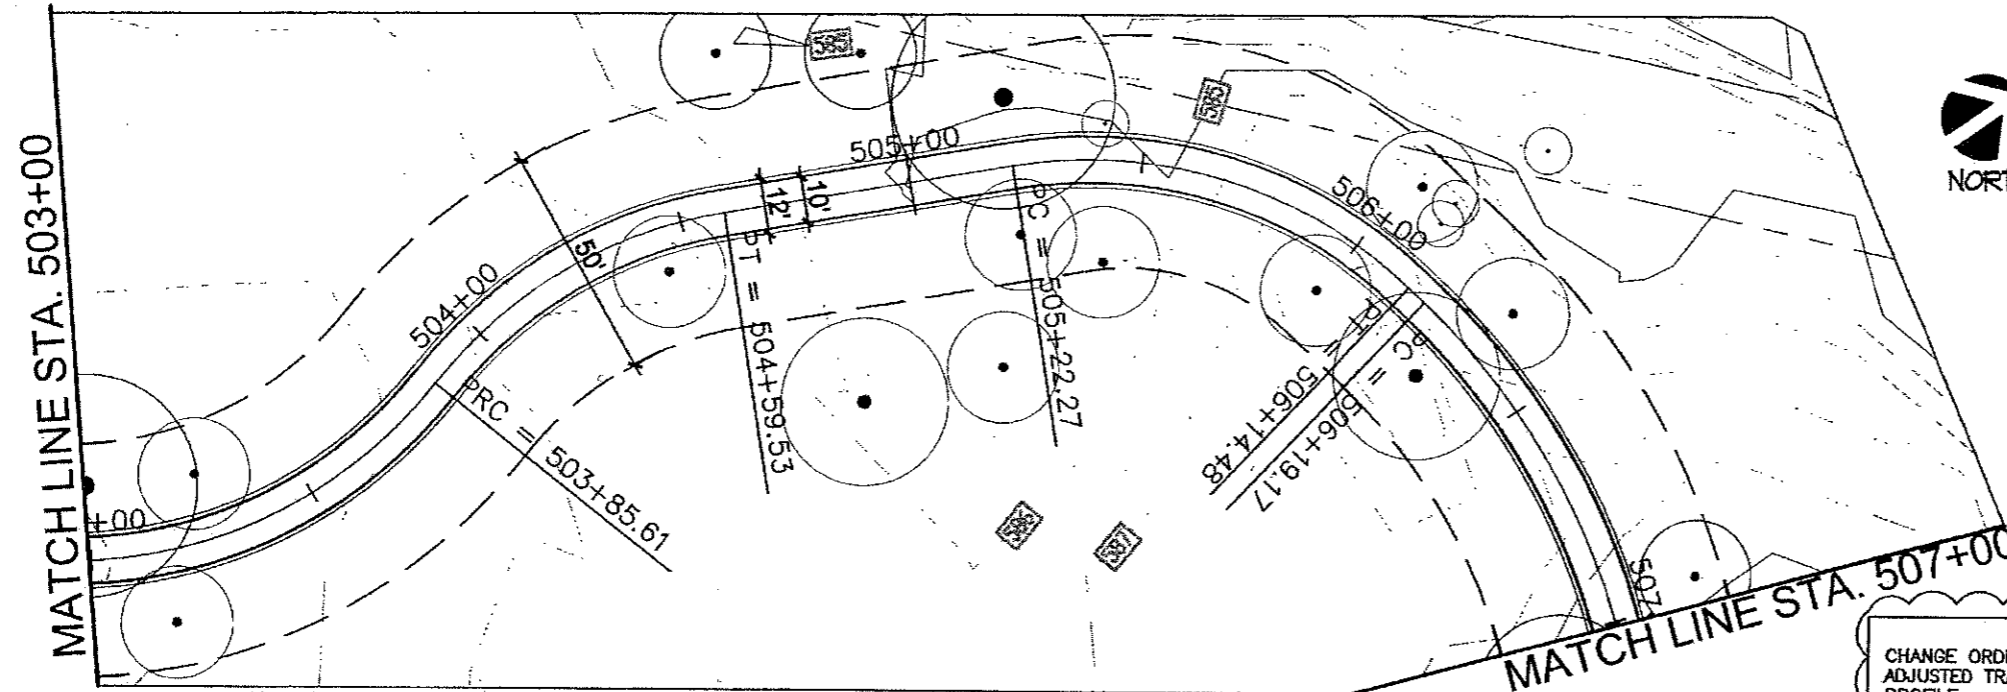 MATCH LINE STA. 503+00
+00
504+00
PRC = 503+85.61
50'
12'
10'
PT = 504+59.53
505+00
PC = 505+22.27
585
585
506+00
PT = 506+14.48
PC = 506+19.17
587
507
MATCH LINE STA. 507+00
NORT
CHANGE ORD
ADJUSTED TR
PROFILE